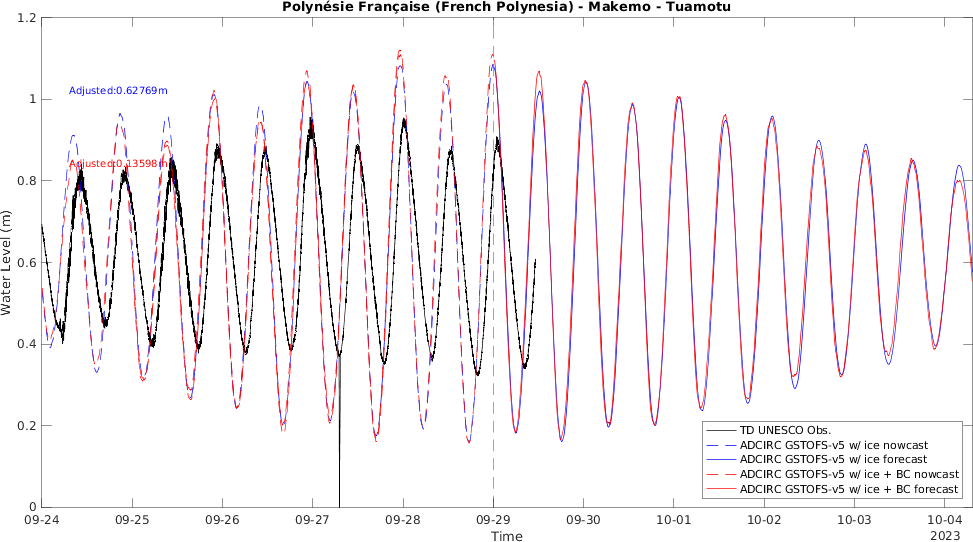 Polynésie Française (French Polynesia) - Makemo - Tuamotu
1.2
1
0.8
0.6
0.4
0.2
0
Water Level (m)
Adjusted:0.62769m
Adjusted:0.13598m
TD UNESCO Obs.
ADCIRC GSTOFS-v5 w/ ice nowcast
ADCIRC GSTOFS-v5 w/ ice forecast
ADCIRC GSTOFS-v5 w/ ice + BC nowcast
ADCIRC GSTOFS-v5 w/ ice + BC forecast
09-24 09-25 09-26 09-27 09-28 09-29 09-30 10-01 10-02 10-03 10-04
Time
2023